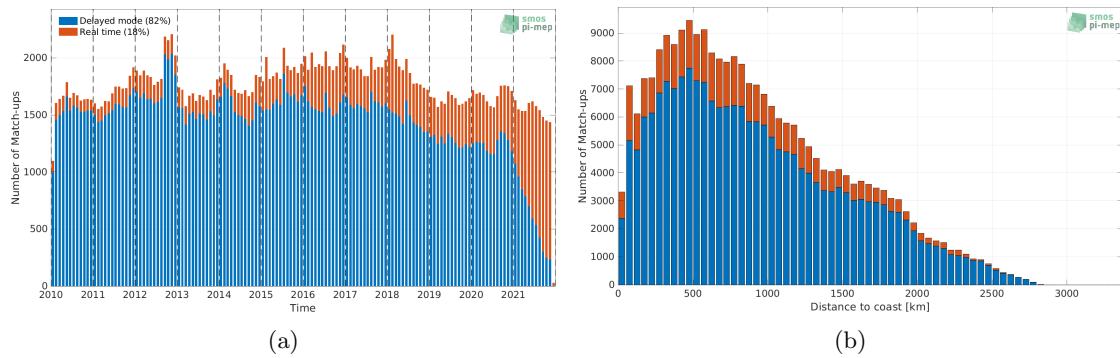 Delayed mode (82%)
Real time (18%)
smos
pi-mep
2000
1500
1000
500
0
Number of Match-ups
2010 2011 2012 2013 2014 2015 2016 2017 2018 2019 2020 2021
Time
(a)
smos
pi-mep
9000
8000
7000
6000
5000
4000
3000
2000
1000
0
Number of Match-ups
0 500 1000 1500 2000 2500 3000
Distance to coast [km]
(b)